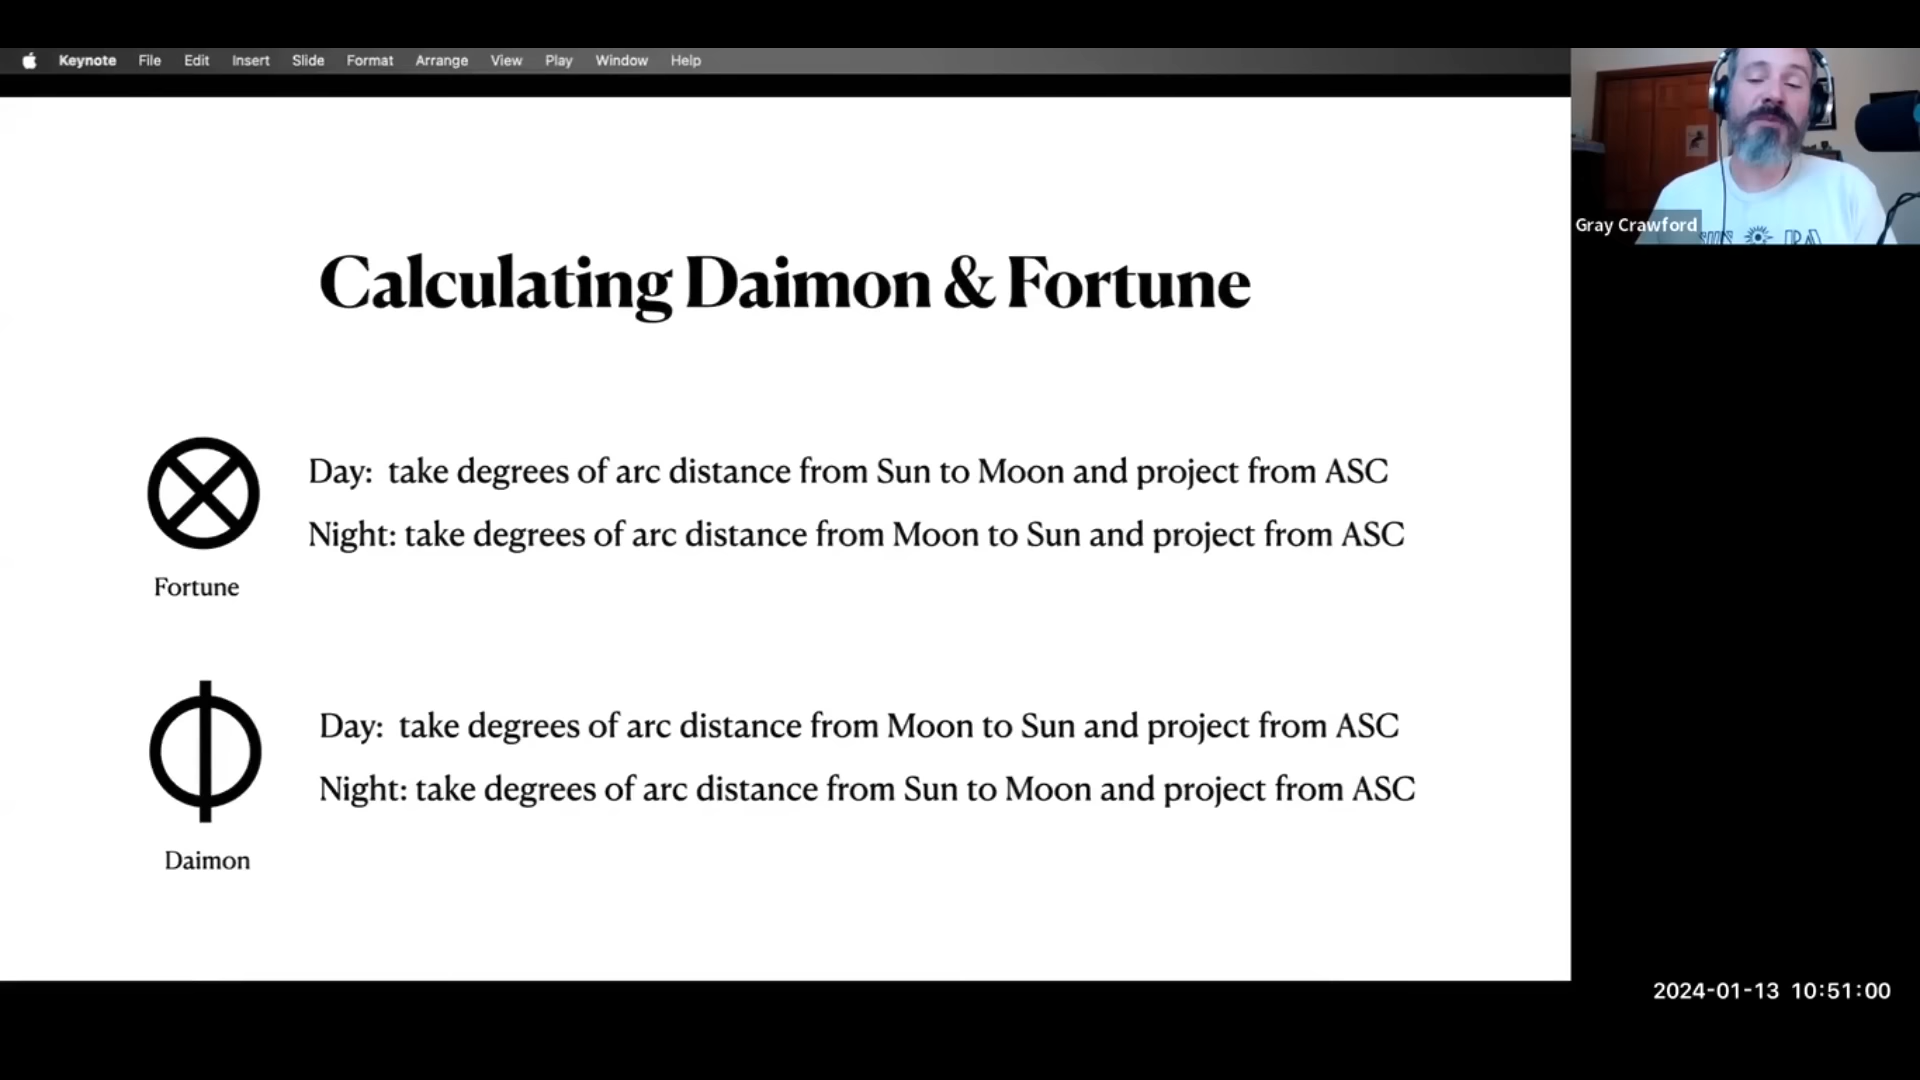 Keynote File Edit Insert Slide Format Arrange View Play Window Help
Gray Crawford
Calculating Daimon & Fortune
Day: take degrees of arc distance from Sun to Moon and project from ASC
Night: take degrees of arc distance from Moon to Sun and project from ASC
Fortune
Day: take degrees of arc distance from Moon to Sun and project from ASC
Night: take degrees of arc distance from Sun to Moon and project from ASC
Daimon
2024-01-13 10:51:00